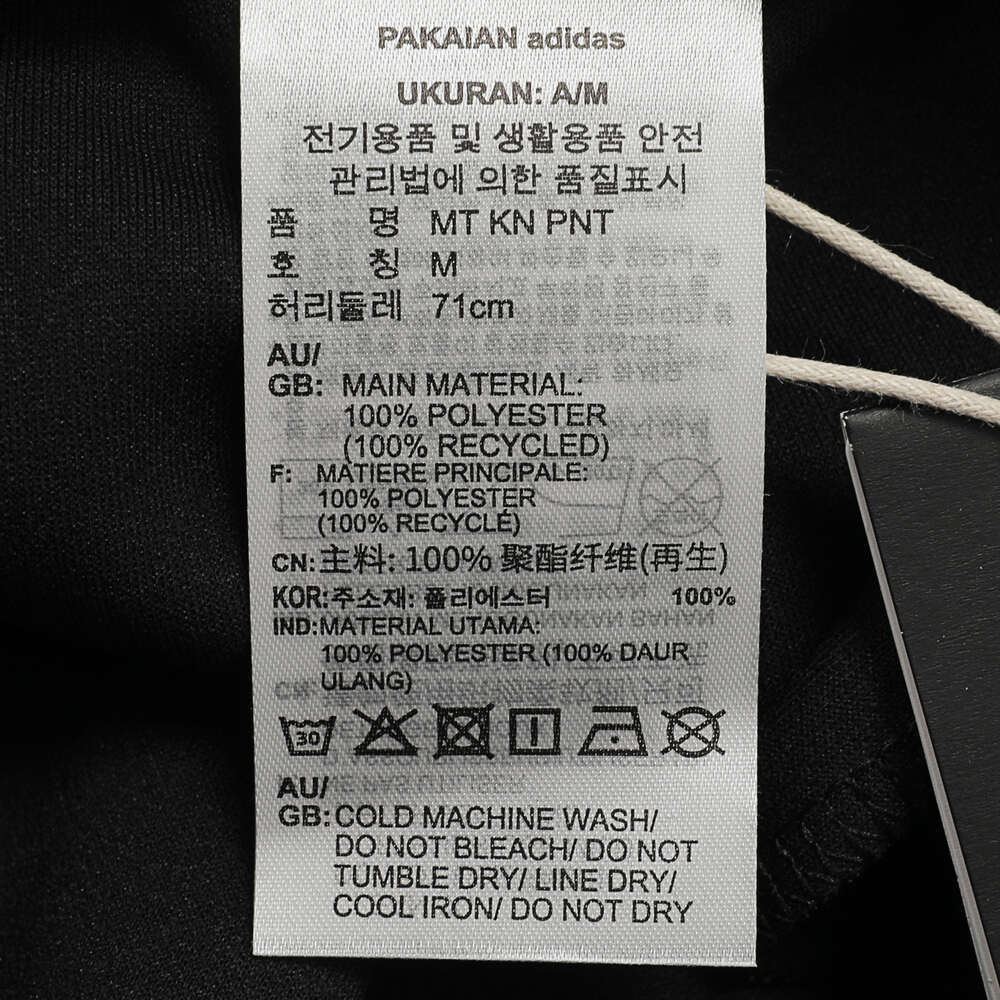 PAKAIAN adidas
UKURAN: A/M
전기용품 및 생활용품 안전
관리법에 의한 품질표시
품 명 MT KN PNT
호 칭 M
허리둘레 71cm
AU/
GB: MAIN MATERIAL:
100% POLYESTER
(100% RECYCLED)
F: MATIERE PRINCIPALE:
100% POLYESTER
(100% RECYCLÉ)
CN: 主料: 100% 聚酯纤维(再生)
KOR: 주소재: 폴리에스터 100%
IND: MATERIAL UTAMA:
100% POLYESTER (100% DAUR
ULANG)
30
AU/
GB: COLD MACHINE WASH/
DO NOT BLEACH/ DO NOT
TUMBLE DRY/ LINE DRY/
COOL IRON/ DO NOT DRY